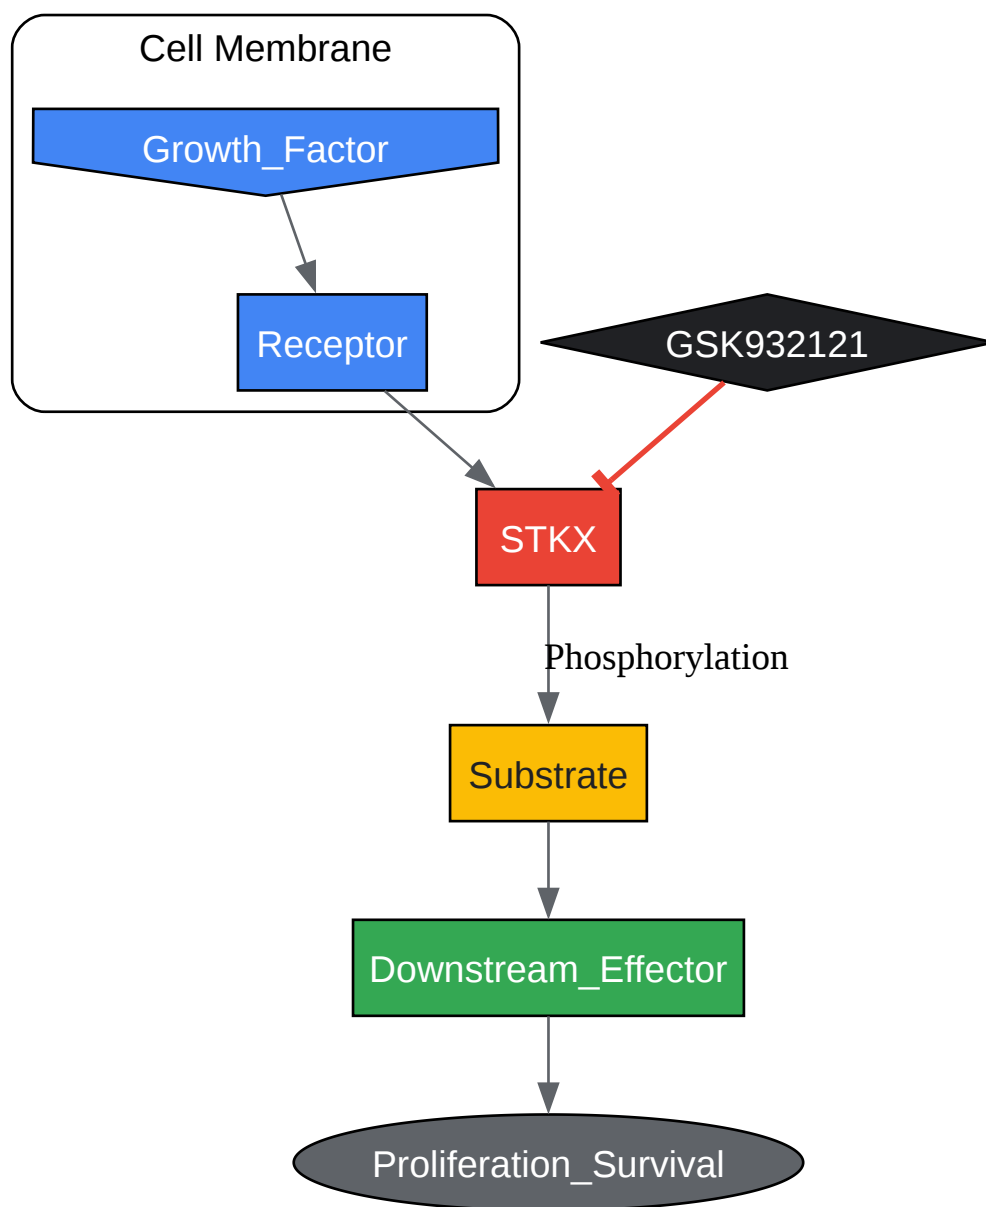 Cell Membrane
Growth_Factor
Receptor
GSK932121
STKX
Phosphorylation
Substrate
Downstream_Effector
Proliferation_Survival